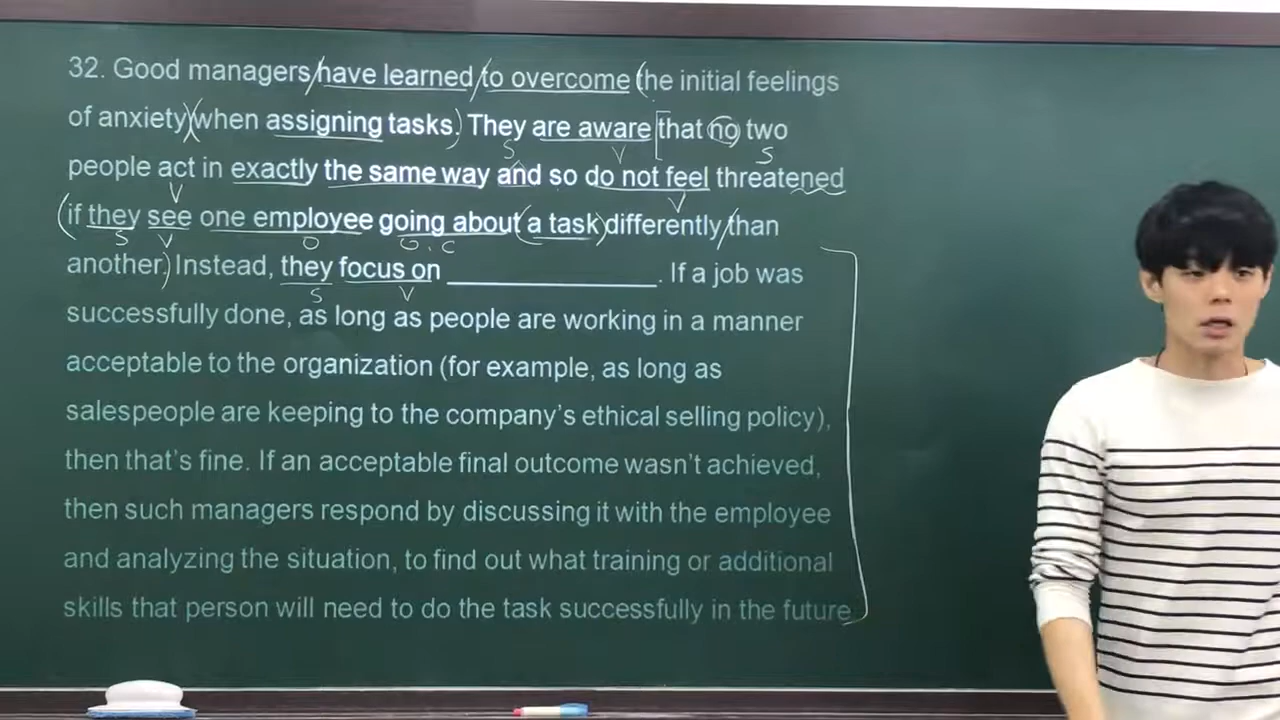 32. Good managers have learned to overcome the initial feelings
of anxiety when assigning tasks. They are aware that no two
S V S
people act in exactly the same way and so do not feel threatened
V V
if they see one employee going about a task differently than
S V O O.C
another. Instead, they focus on ____________. If a job was
S V
successfully done, as long as people are working in a manner
acceptable to the organization (for example, as long as
salespeople are keeping to the company's ethical selling policy),
then that's fine. If an acceptable final outcome wasn't achieved,
then such managers respond by discussing it with the employee
and analyzing the situation, to find out what training or additional
skills that person will need to do the task successfully in the future